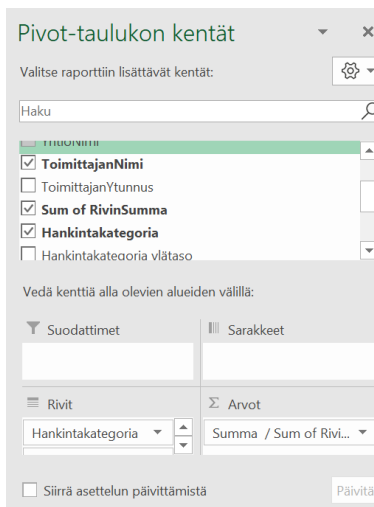 Pivot-taulukon kentät
Valitse raporttiin lisättävät kentät:
Haku
YhtiöNimi
ToimittajanNimi
ToimittajanYtunnus
Sum of RivinSumma
Hankintakategoria
Hankintakategoria ylätaso
Vedä kenttiä alla olevien alueiden välillä:
Suodattimet
Sarakkeet
Rivit
Σ Arvot
Hankintakategoria
Summa / Sum of Rivi...
Siirrä asettelun päivittämistä
Päivitä